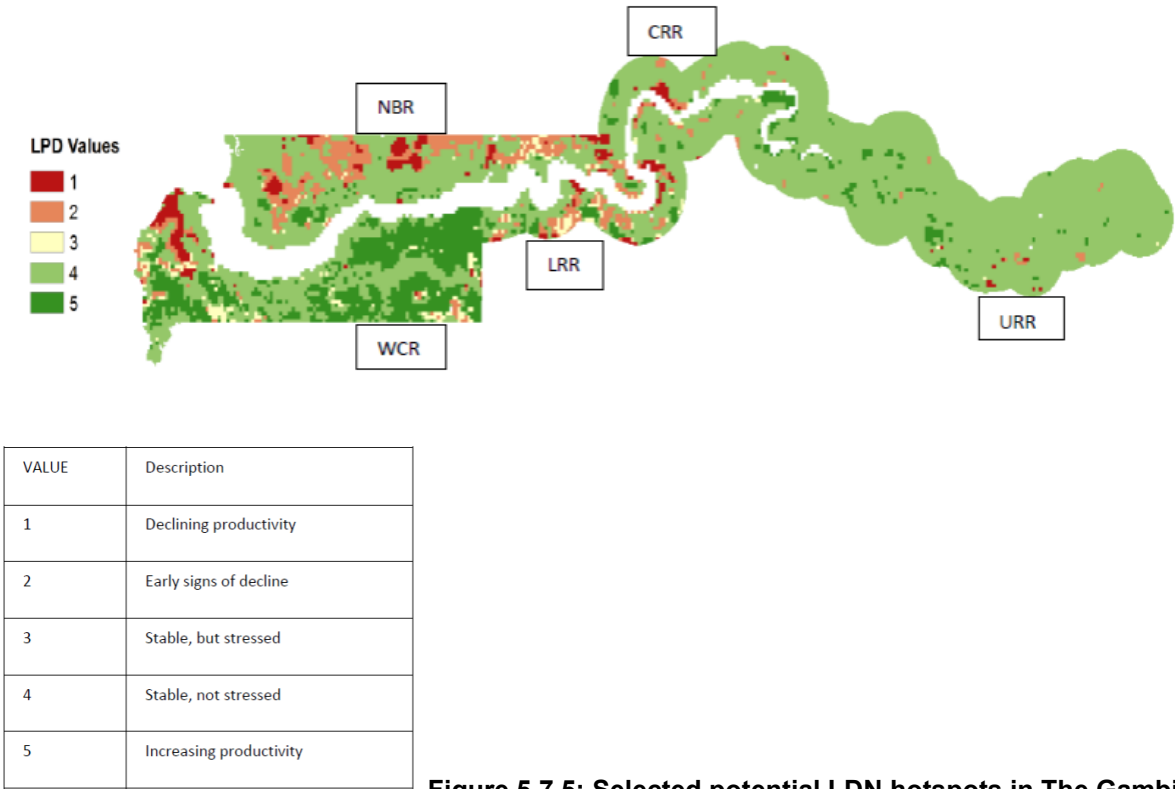 CRR
NBR
LPD Values
1
2
3
4
5
LRR
URR
WCR
VALUE Description
1 Declining productivity
2 Early signs of decline
3 Stable, but stressed
4 Stable, not stressed
5 Increasing productivity
Figure 5.7.5: Selected potential LDN hotspots in The Gambi